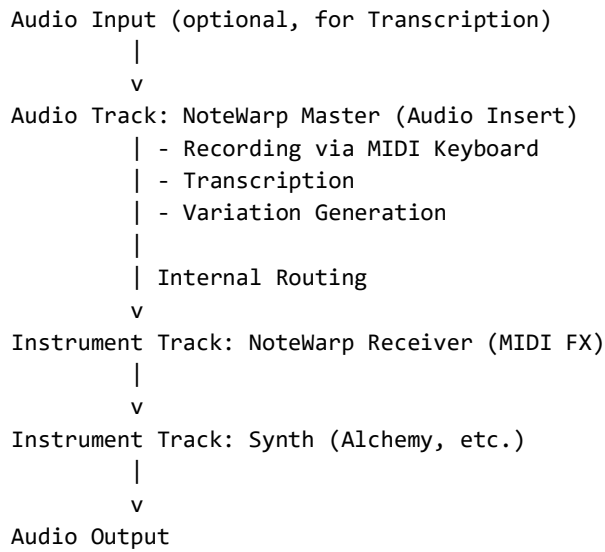 Audio Input (optional, for Transcription)
|
v
Audio Track: NoteWarp Master (Audio Insert)
| - Recording via MIDI Keyboard
| - Transcription
| - Variation Generation
|
| Internal Routing
v
Instrument Track: NoteWarp Receiver (MIDI FX)
|
v
Instrument Track: Synth (Alchemy, etc.)
|
v
Audio Output